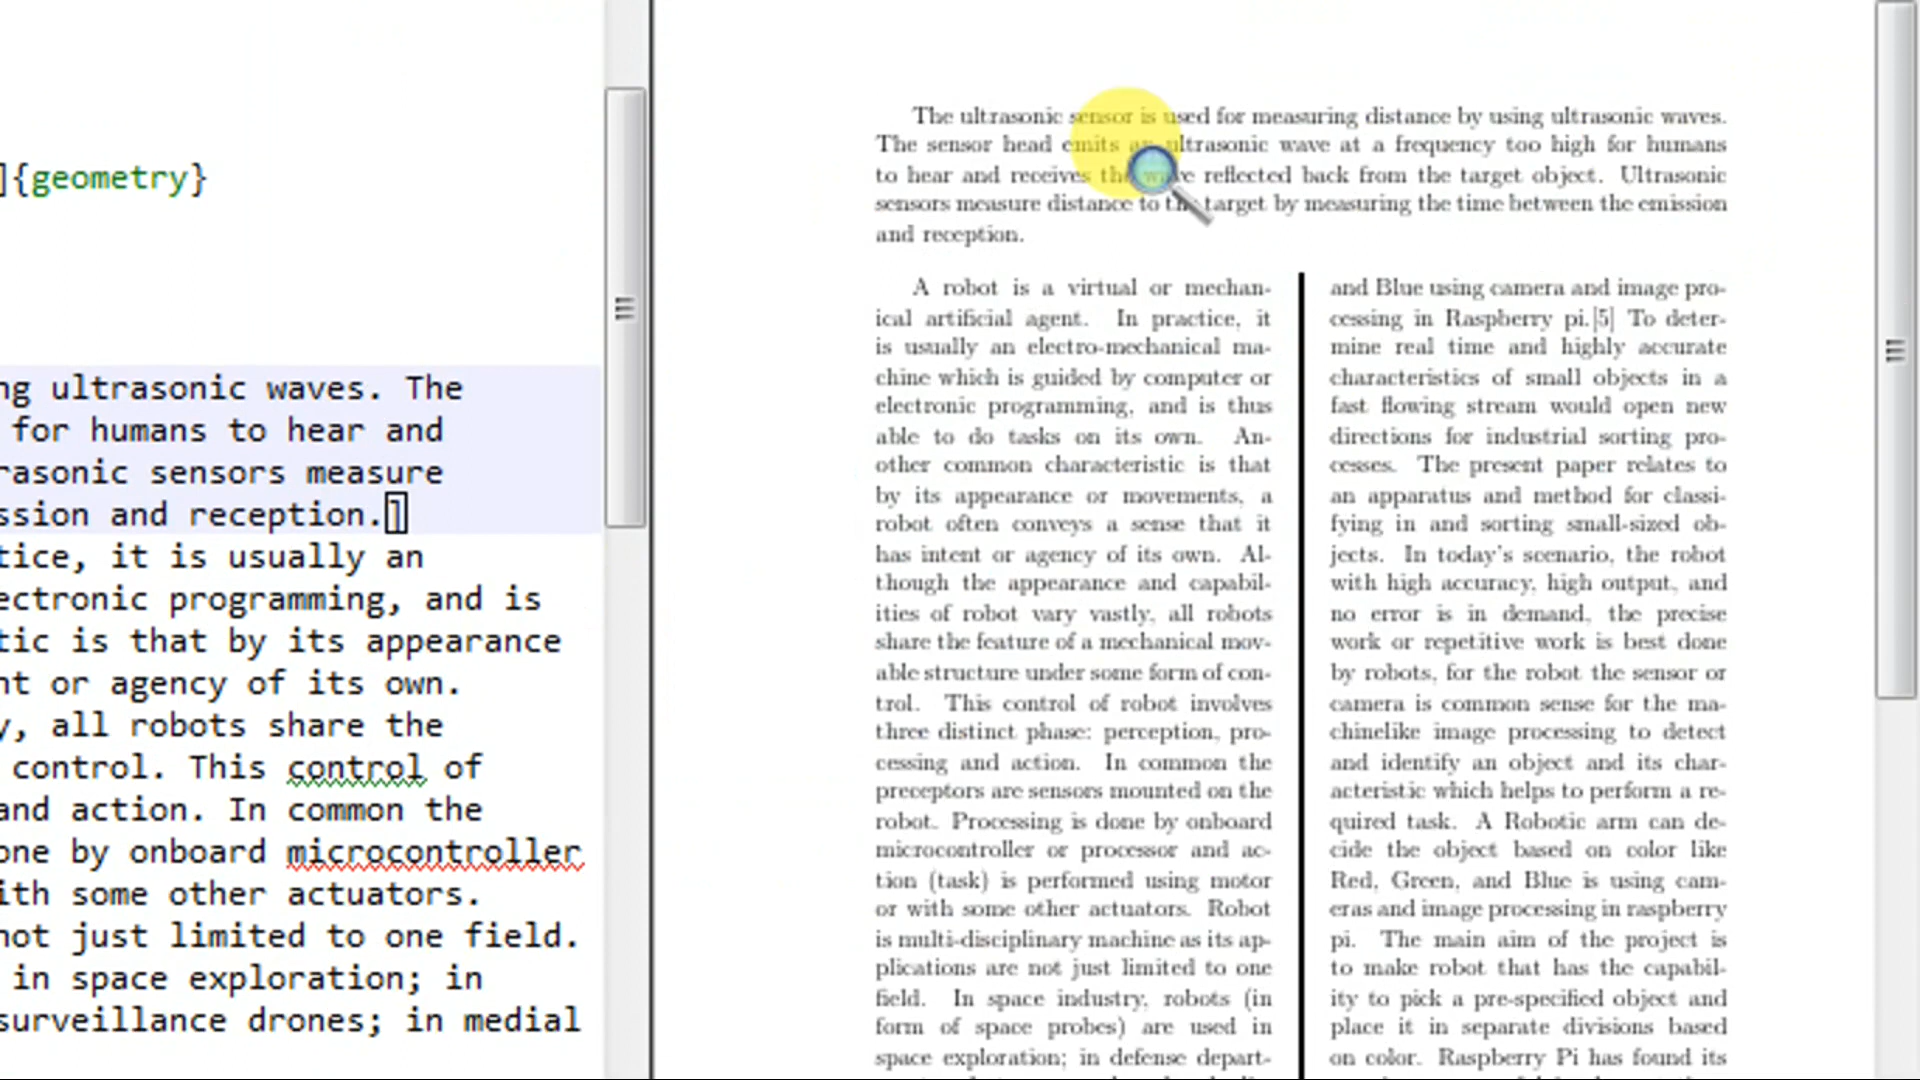 ]{geometry}
ng ultrasonic waves. The
for humans to hear and
rasonic sensors measure
ssion and reception.]
tice, it is usually an
ectronic programming, and is
tic is that by its appearance
nt or agency of its own.
y, all robots share the
control. This control of
and action. In common the
one by onboard microcontroller
ith some other actuators.
not just limited to one field.
in space exploration; in
surveillance drones; in medial
The ultrasonic sensor is used for measuring distance by using ultrasonic waves.
The sensor head emits an ultrasonic wave at a frequency too high for humans
to hear and receives the wave reflected back from the target object. Ultrasonic
sensors measure distance to the target by measuring the time between the emission
and reception.
A robot is a virtual or mechan-
ical artificial agent. In practice, it
is usually an electro-mechanical ma-
chine which is guided by computer or
electronic programming, and is thus
able to do tasks on its own. An-
other common characteristic is that
by its appearance or movements, a
robot often conveys a sense that it
has intent or agency of its own. Al-
though the appearance and capabil-
ities of robot vary vastly, all robots
share the feature of a mechanical mov-
able structure under some form of con-
trol. This control of robot involves
three distinct phase: perception, pro-
cessing and action. In common the
preceptors are sensors mounted on the
robot. Processing is done by onboard
microcontroller or processor and ac-
tion (task) is performed using motor
or with some other actuators. Robot
is multi-disciplinary machine as its ap-
plications are not just limited to one
field. In space industry, robots (in
form of space probes) are used in
space exploration; in defense depart-
and Blue using camera and image pro-
cessing in Raspberry pi.[5] To deter-
mine real time and highly accurate
characteristics of small objects in a
fast flowing stream would open new
directions for industrial sorting pro-
cesses. The present paper relates to
an apparatus and method for classi-
fying in and sorting small-sized ob-
jects. In today's scenario, the robot
with high accuracy, high output, and
no error is in demand, the precise
work or repetitive work is best done
by robots, for the robot the sensor or
camera is common sense for the ma-
chinelike image processing to detect
and identify an object and its char-
acteristic which helps to perform a re-
quired task. A Robotic arm can de-
cide the object based on color like
Red, Green, and Blue is using cam-
eras and image processing in raspberry
pi. The main aim of the project is
to make robot that has the capabil-
ity to pick a pre-specified object and
place it in separate divisions based
on color. Raspberry Pi has found its